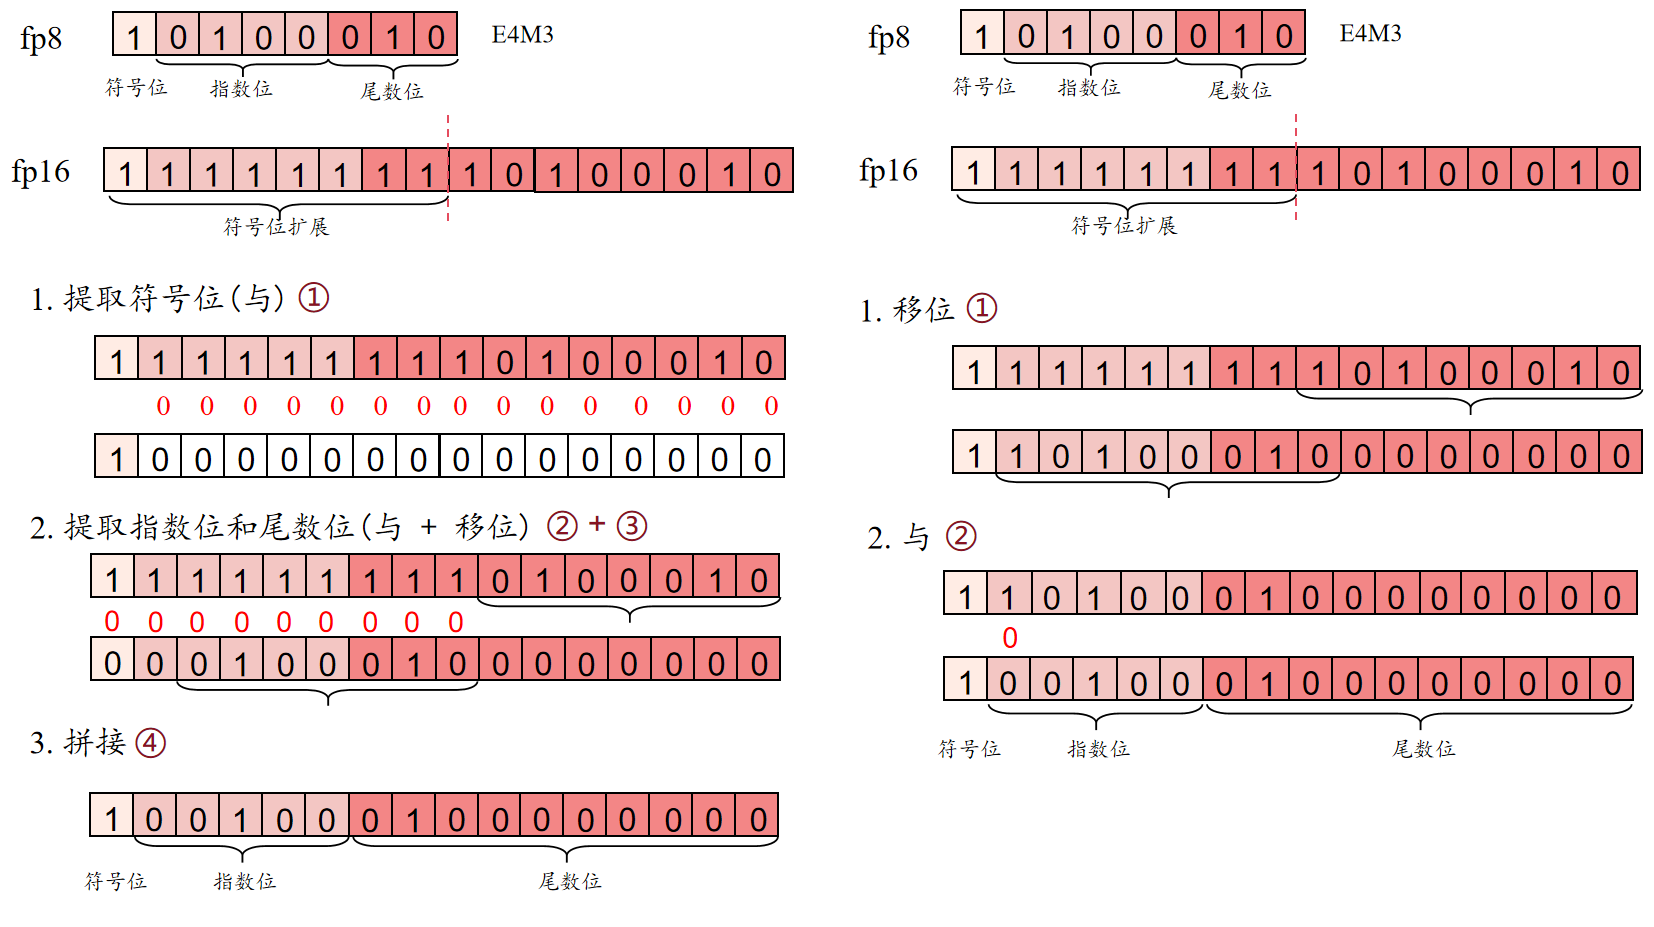 fp8 1 0 1 0 0 0 1 0 E4M3
符号位 指数位 尾数位
fp16 1 1 1 1 1 1 1 1 1 0 1 0 0 0 1 0
符号位扩展
1. 提取符号位(与) ①
1 1 1 1 1 1 1 1 1 0 1 0 0 0 1 0
0 0 0 0 0 0 0 0 0 0 0 0 0 0 0
1 0 0 0 0 0 0 0 0 0 0 0 0 0 0 0
2. 提取指数位和尾数位(与 + 移位) ② + ③
1 1 1 1 1 1 1 1 1 0 1 0 0 0 1 0
0 0 0 0 0 0 0 0 0
0 0 0 1 0 0 0 1 0 0 0 0 0 0 0 0
3. 拼接 ④
1 0 0 1 0 0 0 1 0 0 0 0 0 0 0 0
符号位 指数位 尾数位
fp8 1 0 1 0 0 0 1 0 E4M3
符号位 指数位 尾数位
fp16 1 1 1 1 1 1 1 1 1 0 1 0 0 0 1 0
符号位扩展
1. 移位 ①
1 1 1 1 1 1 1 1 1 0 1 0 0 0 1 0
1 1 0 1 0 0 0 1 0 0 0 0 0 0 0 0
2. 与 ②
1 1 0 1 0 0 0 1 0 0 0 0 0 0 0 0
0
1 0 0 1 0 0 0 1 0 0 0 0 0 0 0 0
符号位 指数位 尾数位